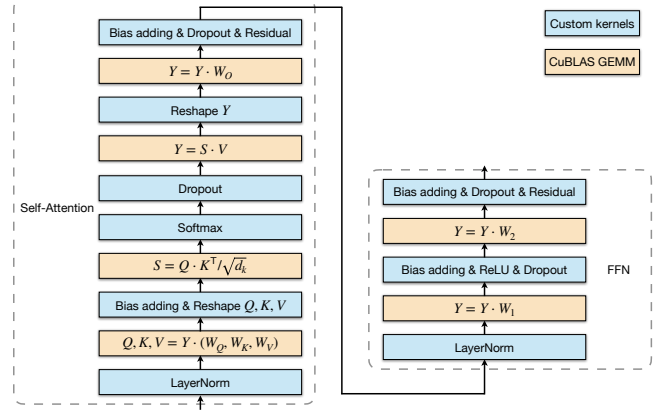 Bias adding & Dropout & Residual
Y = Y · W_O
Reshape Y
Y = S · V
Dropout
Softmax
S = Q · K^T/√d_k
Bias adding & Reshape Q, K, V
Q, K, V = Y · (W_Q, W_K, W_V)
LayerNorm
Self-Attention
Custom kernels
CuBLAS GEMM
Bias adding & Dropout & Residual
Y = Y · W_2
Bias adding & ReLU & Dropout
Y = Y · W_1
LayerNorm
FFN